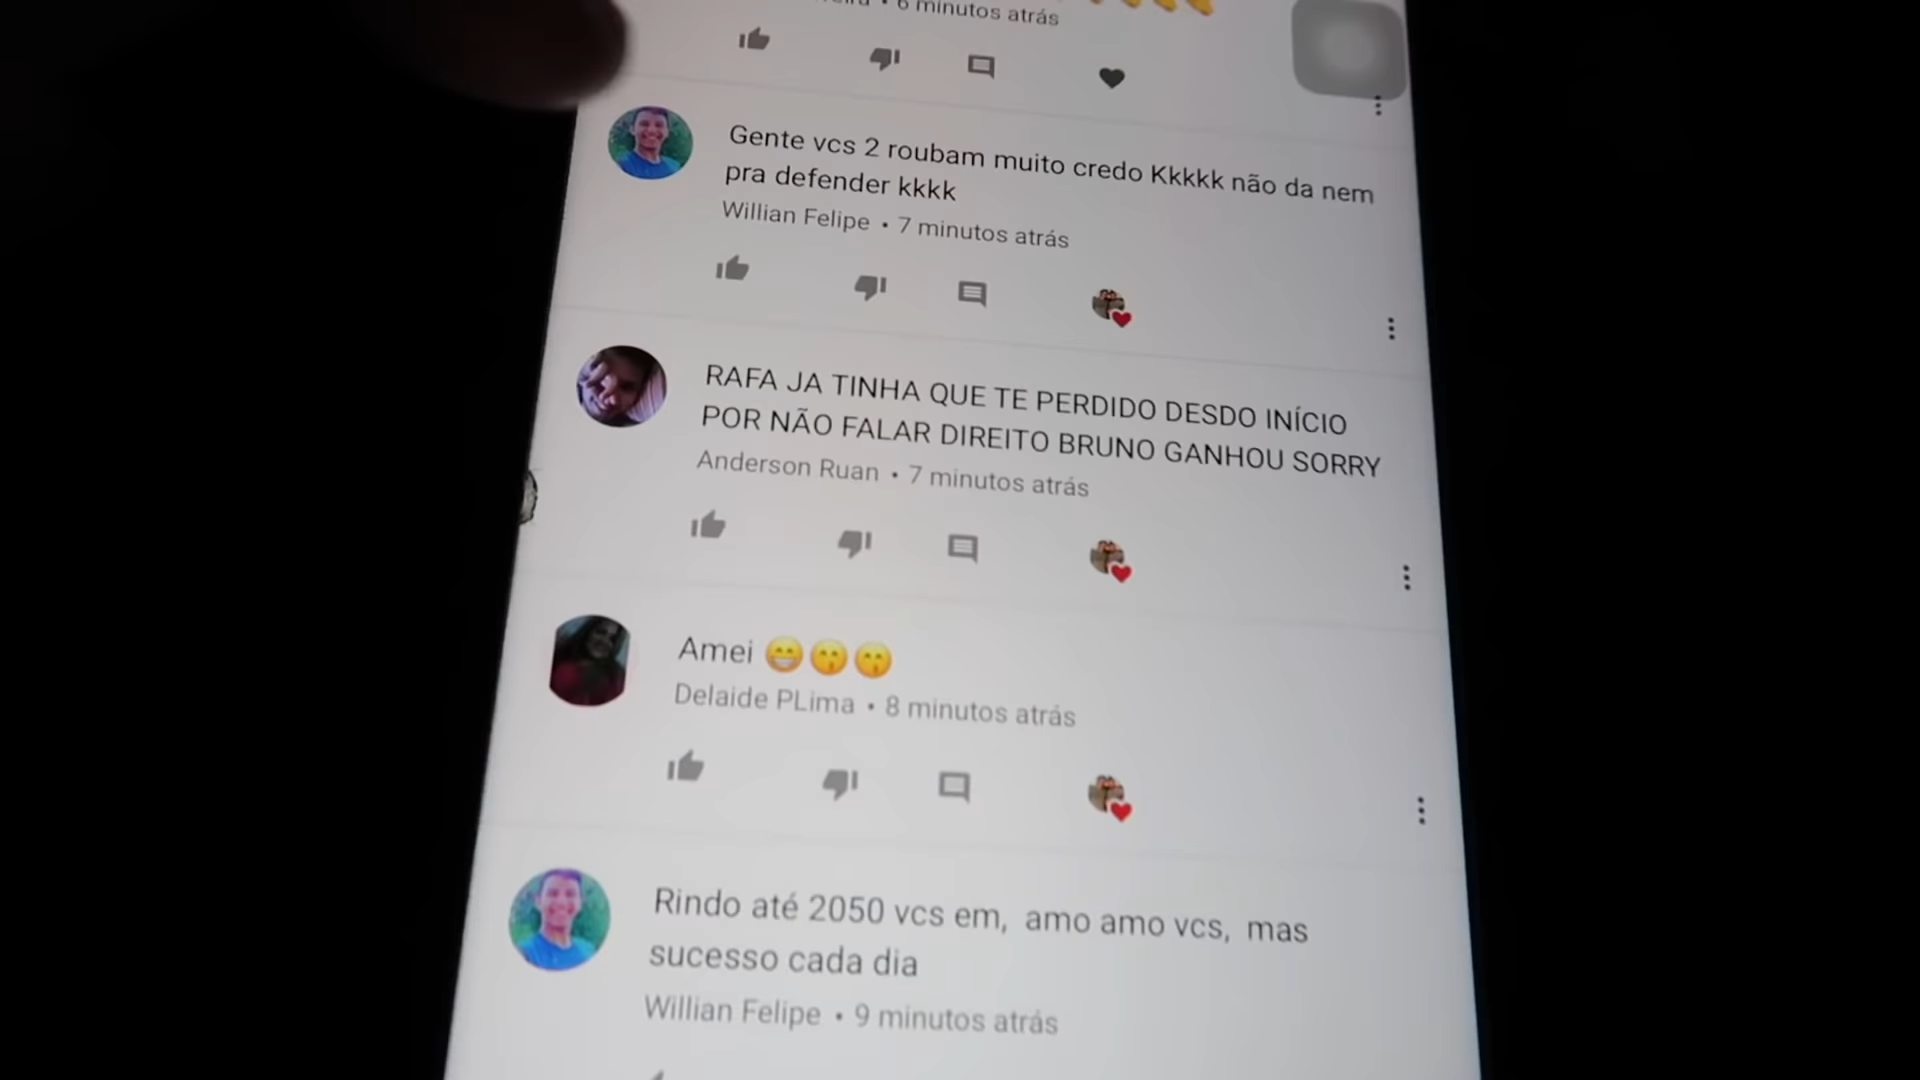 6 minutos atrás
Gente vcs 2 roubam muito credo Kkkkk não da nem
pra defender kkkk
Willian Felipe • 7 minutos atrás
RAFA JA TINHA QUE TE PERDIDO DESDO INÍCIO
POR NÃO FALAR DIREITO BRUNO GANHOU SORRY
Anderson Ruan • 7 minutos atrás
Amei 😁😙😙
Delaide PLima • 8 minutos atrás
Rindo até 2050 vcs em, amo amo vcs, mas
sucesso cada dia
Willian Felipe • 9 minutos atrás